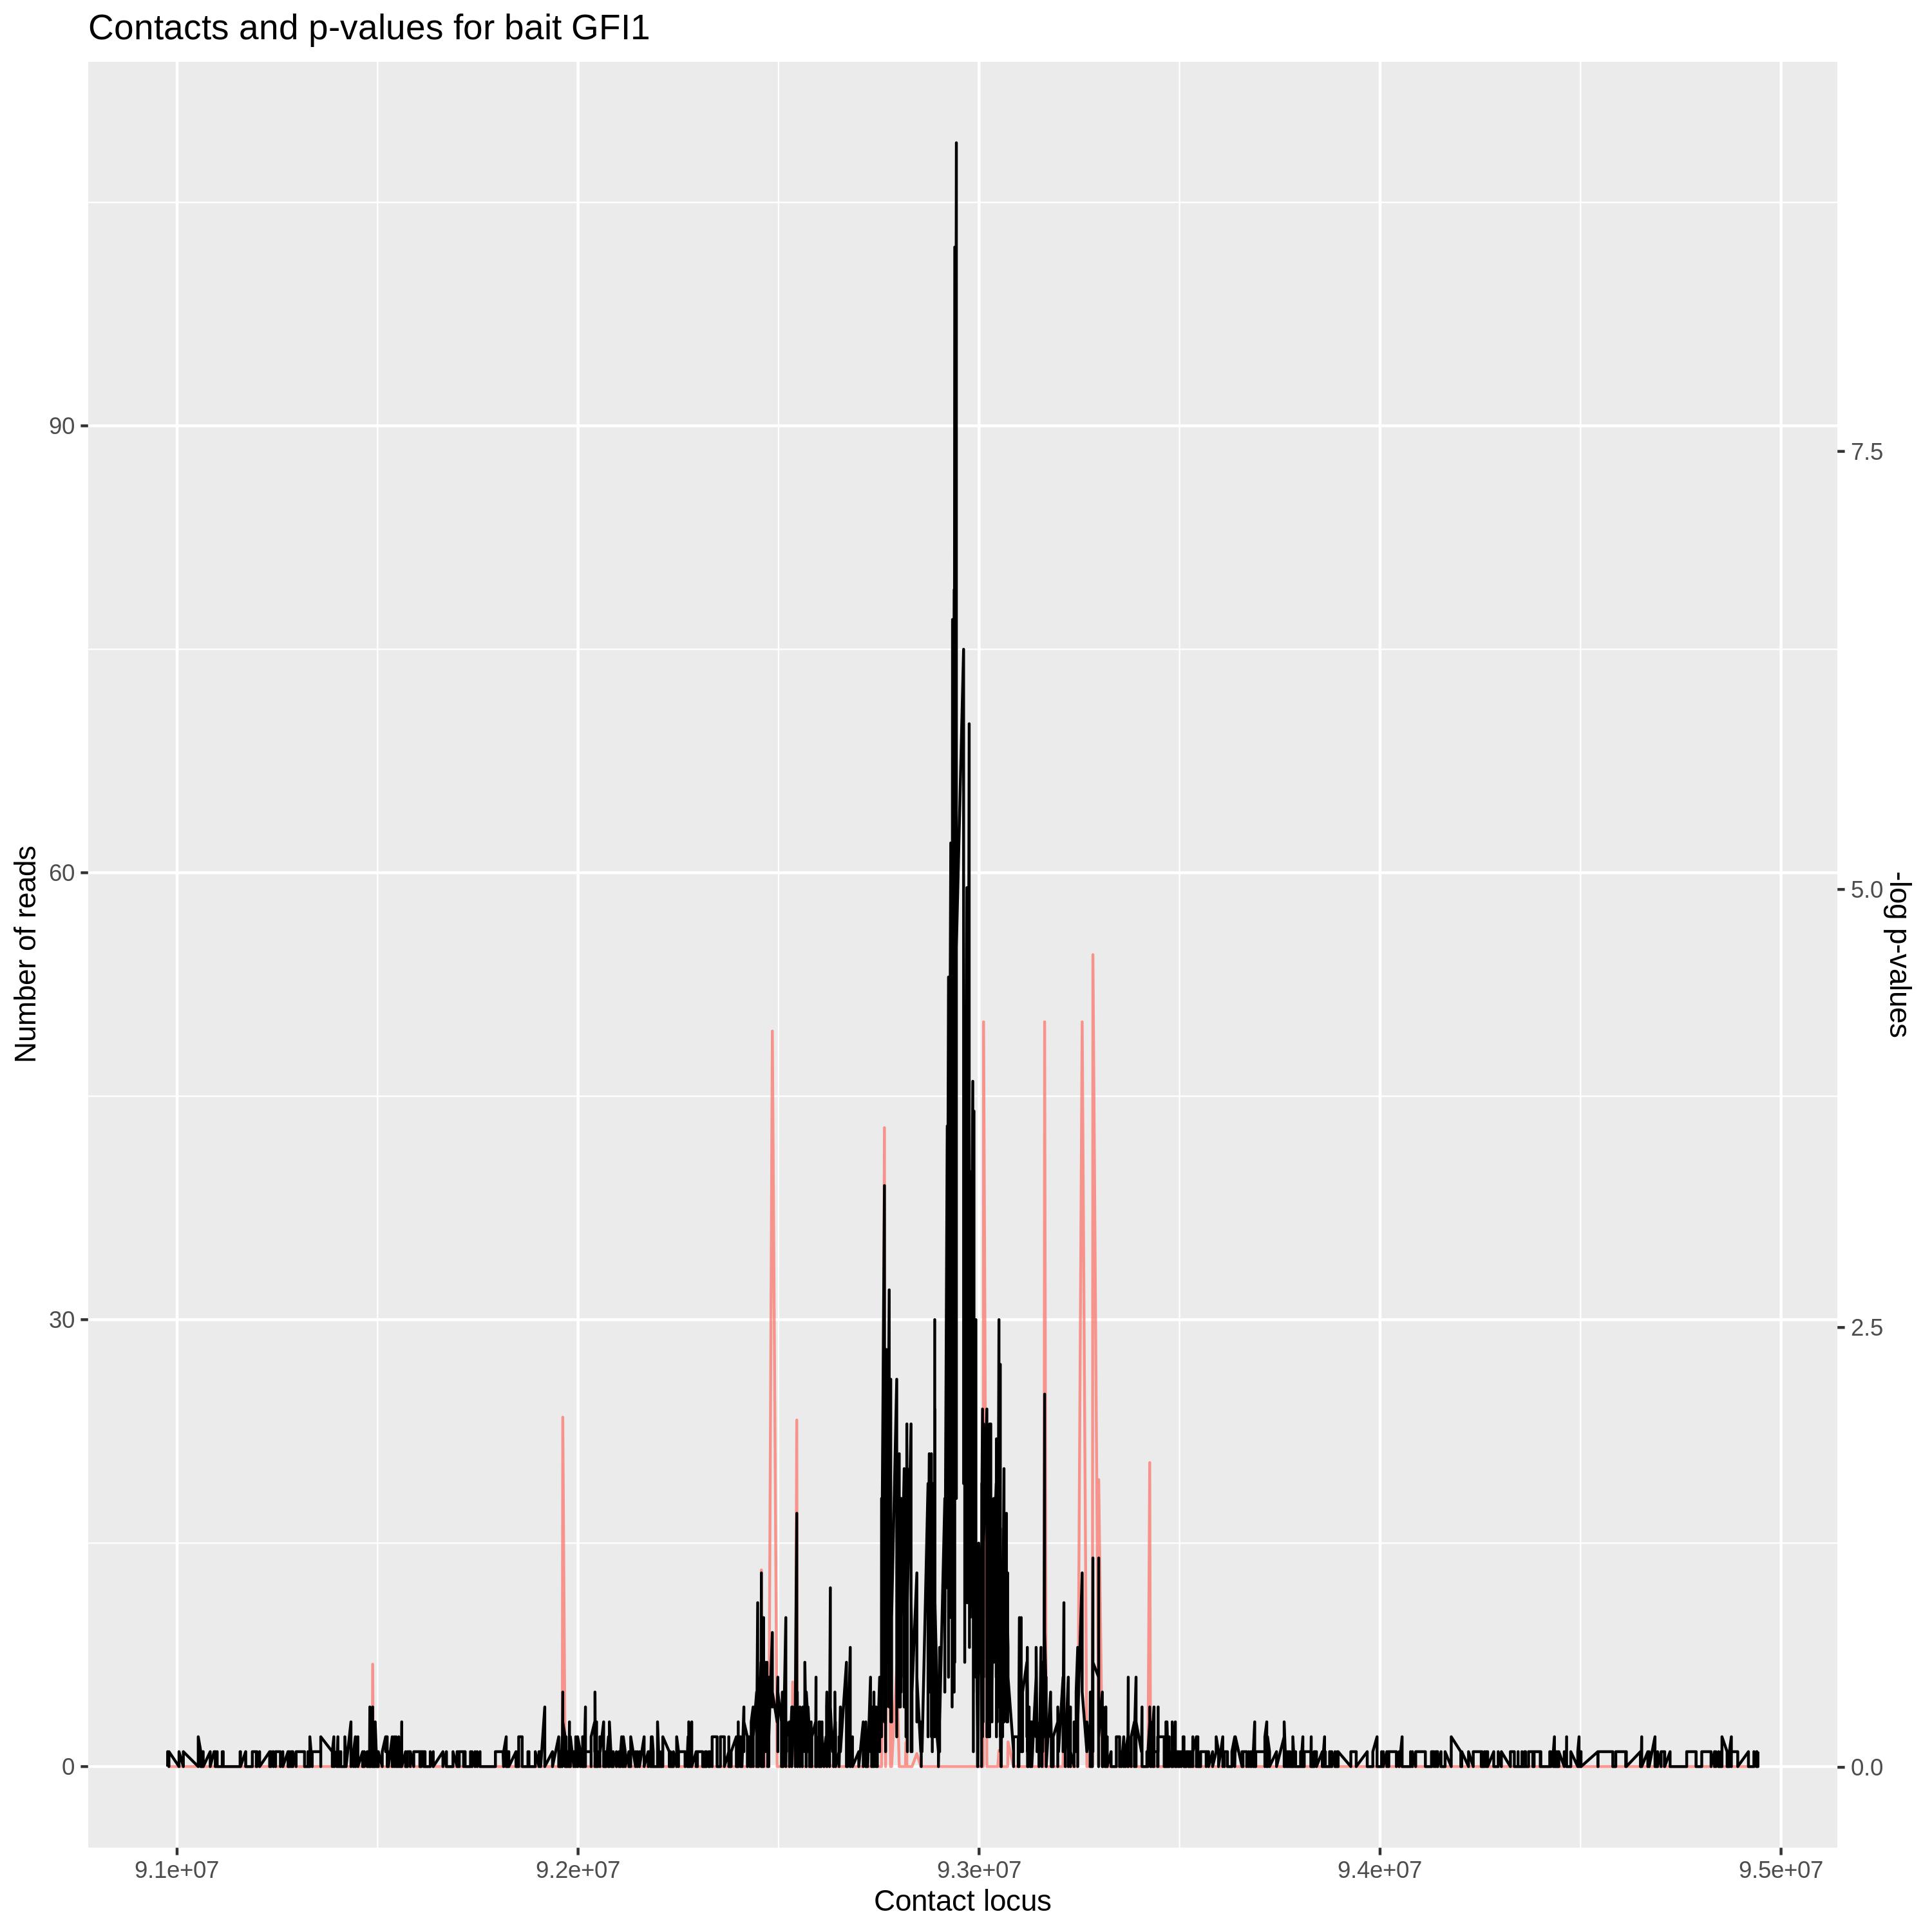 Contacts and p-values for bait GFI1
90
60
30
0
Number of reads
7.5
5.0
2.5
0.0
-log p-values
9.1e+07 9.2e+07 9.3e+07 9.4e+07 9.5e+07
Contact locus